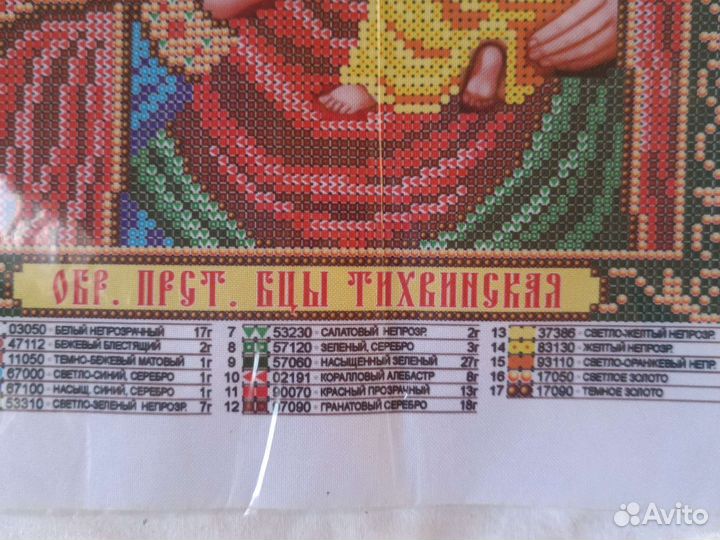 ОБР. ПРСТ. БЦЫ ТИХВИНСКАЯ
03050 - БЕЛЫЙ НЕПРОЗРАЧНЫЙ 17г
47112 - БЕЖЕВЫЙ БЛЕСТЯЩИЙ 2г
11050 - ТЕМНО-БЕЖЕВЫЙ МАТОВЫЙ 1г
67000 - СВЕТЛО-СИНИЙ, СЕРЕБРО 1г
67100 - НАСЫЩ. СИНИЙ, СЕРЕБРО 1г
53310 - СВЕТЛО-ЗЕЛЕНЫЙ НЕПРОЗР. 7г
7 53230 - САЛАТОВЫЙ НЕПРОЗР. 2г
8 57120 - ЗЕЛЕНЫЙ, СЕРЕБРО 3г
9 57060 - НАСЫЩЕННЫЙ ЗЕЛЕНЫЙ 27г
10 02191 - КОРАЛЛОВЫЙ АЛЕБАСТР 8г
11 90070 - КРАСНЫЙ ПРОЗРАЧНЫЙ 13г
12 97090 - ГРАНАТОВЫЙ СЕРЕБРО 18г
13 37386 - СВЕТЛО-ЖЕЛТЫЙ НЕПРОЗР.
14 83130 - ЖЕЛТЫЙ НЕПРОЗР.
15 93110 - СВЕТЛО-ОРАНЖЕВЫЙ НЕПР.
16 17050 - СВЕТЛОЕ ЗОЛОТО
17 17090 - ТЕМНОЕ ЗОЛОТО
Avito